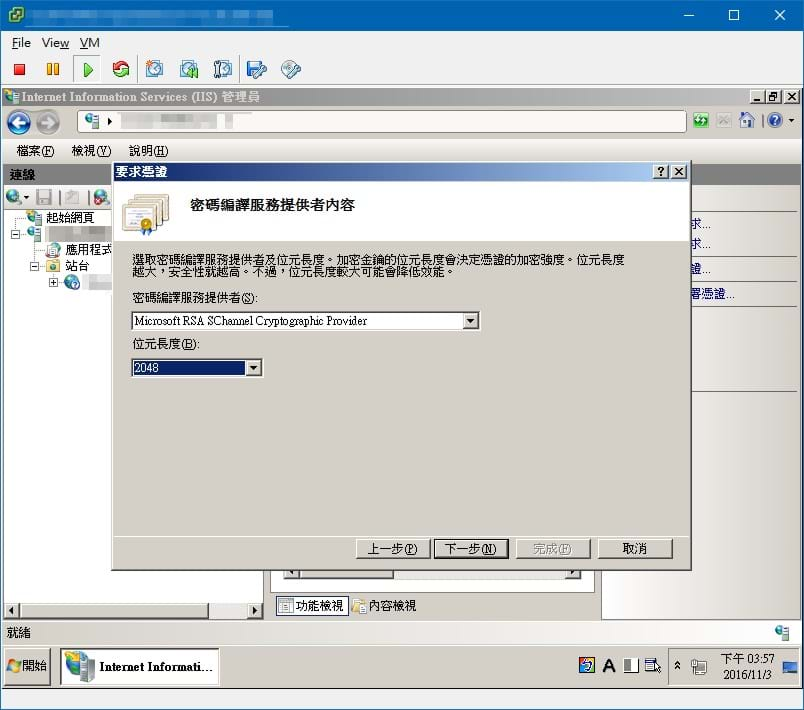 File View VM
Internet Information Services (IIS) 管理員
檔案(F) 檢視(V) 說明(H)
連線
起始網頁
應用程式
站台
要求憑證
密碼編譯服務提供者內容
選取密碼編譯服務提供者及位元長度。加密金鑰的位元長度會決定憑證的加密強度。位元長度
越大，安全性就越高。不過，位元長度較大可能會降低效能。
密碼編譯服務提供者(S):
Microsoft RSA SChannel Cryptographic Provider
位元長度(B):
2048
上一步(P) 下一步(N) 完成(F) 取消
求...
求...
證...
署憑證...
功能檢視 內容檢視
就緒
開始 Internet Informati... A 下午 03:57
2016/11/3